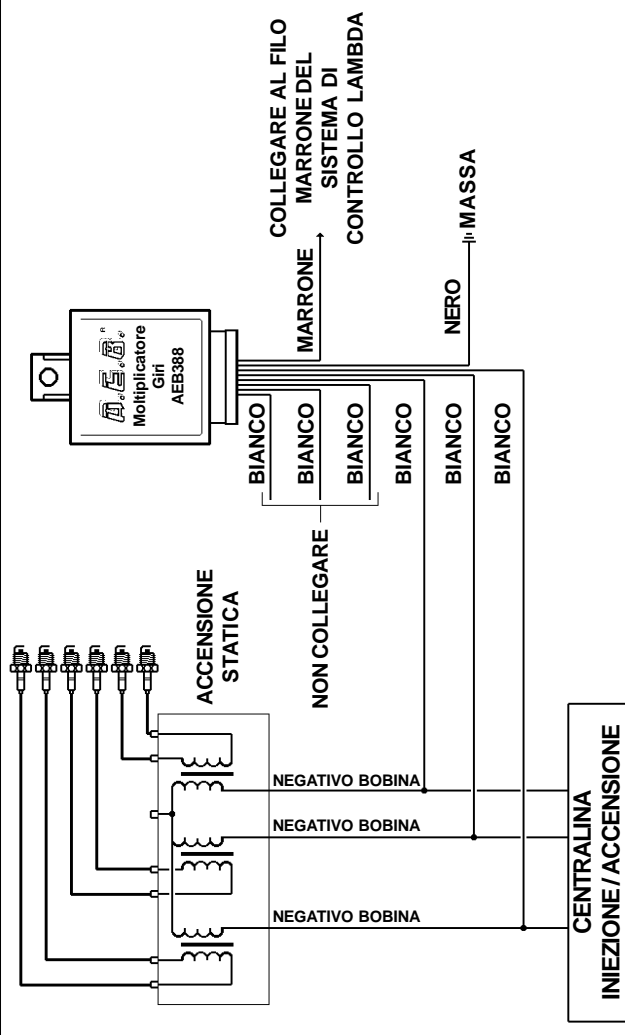 A.E.B.®
Moltiplicatore
Giri
AEB388
COLLEGARE AL FILO
MARRONE DEL
SISTEMA DI
CONTROLLO LAMBDA
MARRONE
NERO
MASSA
BIANCO
BIANCO
BIANCO
BIANCO
BIANCO
BIANCO
NON COLLEGARE
ACCENSIONE
STATICA
NEGATIVO BOBINA
NEGATIVO BOBINA
NEGATIVO BOBINA
CENTRALINA
INIEZIONE / ACCENSIONE